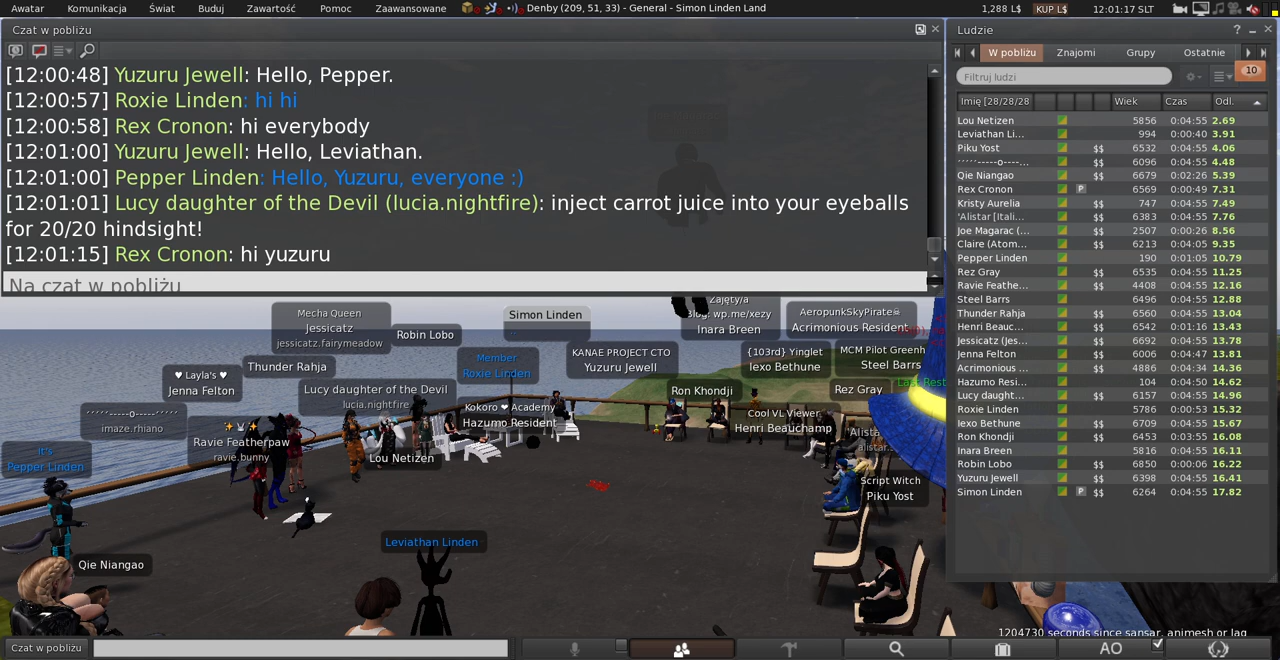 Awatar Komunikacja Świat Buduj Zawartość Pomoc Zaawansowane Denby (209, 51, 33) - General - Simon Linden Land 1,288 L$ KUP L$ 12:01:17 SLT
Czat w pobliżu
[12:00:48] Yuzuru Jewell: Hello, Pepper.
[12:00:57] Roxie Linden: hi hi
[12:00:58] Rex Cronon: hi everybody
[12:01:00] Yuzuru Jewell: Hello, Leviathan.
[12:01:00] Pepper Linden: Hello, Yuzuru, everyone :)
[12:01:01] Lucy daughter of the Devil (lucia.nightfire): inject carrot juice into your eyeballs
for 20/20 hindsight!
[12:01:15] Rex Cronon: hi yuzuru
Na czat w pobliżu
Zajęty/a
Blog: wp.me/xezy
Inara Breen
Mecha Queen
Jessicatz
jessicatz.fairymeadow
Robin Lobo
Simon Linden
AeropunkSkyPirate☠
Acrimonious Resident
Member
Roxie Linden
KANAE PROJECT CTO
Yuzuru Jewell
{103rd} Yinglet
Iexo Bethune
MCM Pilot Greenh
Steel Barrs
Thunder Rahja
♥ Layla's ♥
Jenna Felton
Lucy daughter of the Devil
lucia.nightfire
Ron Khondji
Rez Gray
Last Rest
´´´´´-----o-----´´´´´
imaze.rhiano
Kokoro ❤ Academy
Hazumo Resident
Cool VL Viewer
Henri Beauchamp
Ravie Featherpaw
ravie.bunny
Lou Netizen
Alista
alistar
It's
Pepper Linden
Script Witch
Piku Yost
Leviathan Linden
Qie Niangao
1204730 seconds since sansar, animesh or lag
Czat w pobliżu
AO
Ludzie
? _ ×
W pobliżu Znajomi Grupy Ostatnie
Filtruj ludzi
10
Imię [28/28/28 Wiek Czas Odl.
Lou Netizen 5856 0:04:55 2.69
Leviathan Li... 994 0:00:40 3.91
Piku Yost $$ 6532 0:04:55 4.06
´´´´´-----o----... $$ 6096 0:04:55 4.48
Qie Niangao $$ 6679 0:02:26 5.39
Rex Cronon P 6569 0:00:49 7.31
Kristy Aurelia $$ 747 0:04:55 7.49
'Alistar [Itali... $$ 6383 0:04:55 7.76
Joe Magarac (... $$ 2507 0:00:26 8.56
Claire (Atom... $$ 6213 0:04:05 9.35
Pepper Linden 190 0:01:05 10.79
Rez Gray $$ 6535 0:04:55 11.25
Ravie Feathe... $$ 4408 0:04:55 12.16
Steel Barrs 6496 0:04:55 12.88
Thunder Rahja $$ 6560 0:04:55 13.04
Henri Beauc... $$ 6542 0:01:16 13.43
Jessicatz (Jes... $$ 6692 0:04:55 13.78
Jenna Felton $$ 6006 0:04:47 13.81
Acrimonious ... $$ 4886 0:04:34 14.36
Hazumo Resi... 104 0:04:50 14.62
Lucy daught... $$ 6157 0:04:55 14.96
Roxie Linden 5786 0:00:53 15.32
Iexo Bethune $$ 6709 0:04:55 15.67
Ron Khondji $$ 6453 0:03:55 16.08
Inara Breen 5816 0:04:55 16.11
Robin Lobo $$ 6850 0:00:06 16.22
Yuzuru Jewell $$ 6398 0:04:55 16.41
Simon Linden P $$ 6264 0:04:55 17.82